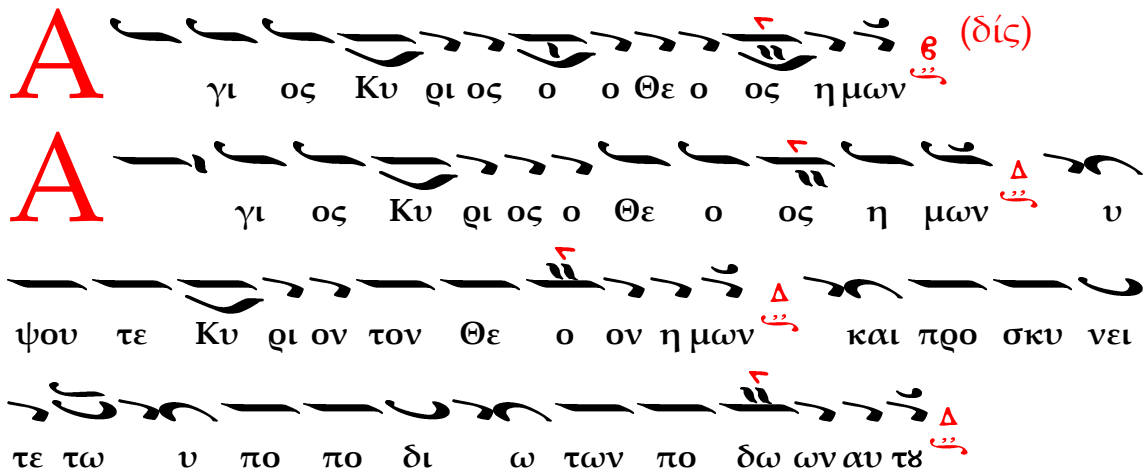 Α γι ος Κυ ρι ος ο ο Θε ο ος η μων (δίς)
Α γι ος Κυ ρι ος ο Θε ο ος η μων υ
ψου τε Κυ ρι ον τον Θε ο ον η μων και προ σκυ νει
τε τω υ πο πο δι ω των πο δω ων αυ τȣ